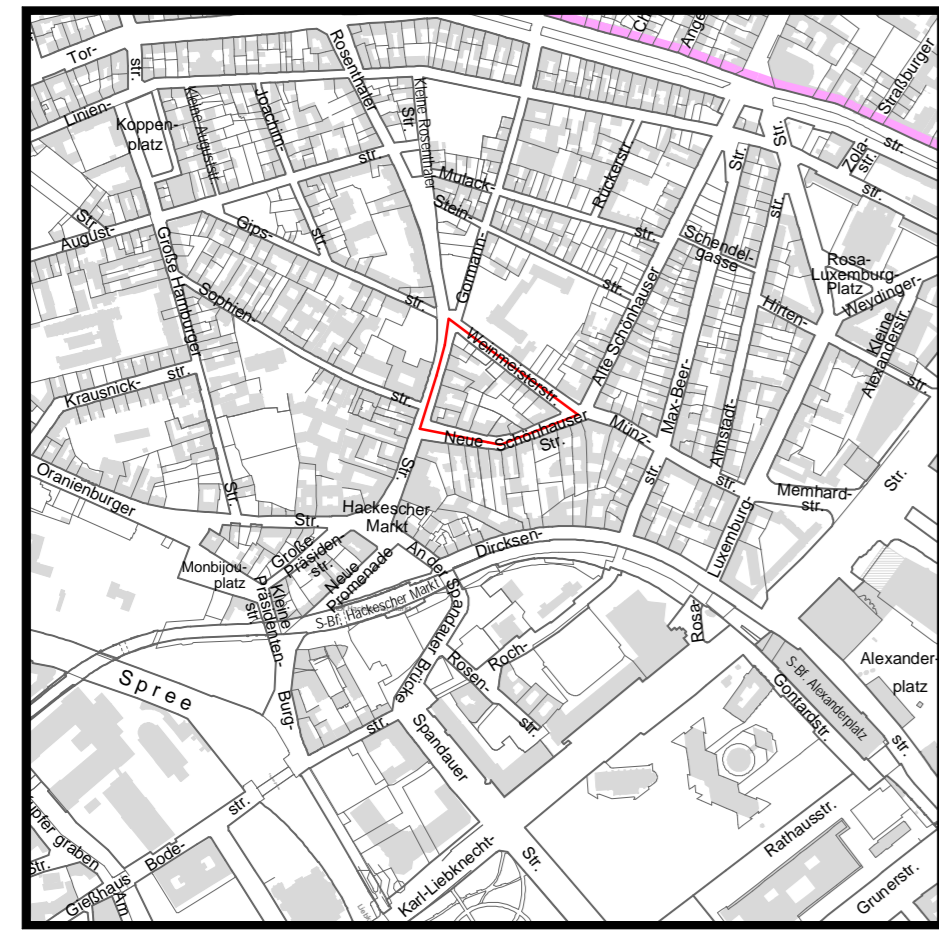 Tor-
str.
Linien-
Koppen-
platz
Kleine Auguststr.
Joachim-
str.
Rosenthaler
Str.
Kleine Rosenthaler
str.
Mulack-
str.
Stein-
str.
Rückerstr.
Gormann-
Str.
Str.
str.
Zola-
str.
str.
str.
Straßburger
August-
Str.
Gips-
str.
Große Hamburger
Str.
Sophien-
str.
Krausnick-
str.
Schendel-
gasse
Alte Schönhauser
Max-Beer-
Almstadt-
Hirten-
str.
Rosa-
Luxemburg-
Platz
Weydinger-
Kleine
Alexanderstr.
Weinmeisterstr.
Neue Schönhauser
Str.
Münz-
str.
str.
Memhard-
str.
Str.
Oranienburger
Str.
Str.
Hackescher
Markt
An der
Spandauer Brücke
Dircksen-
Luxemburg-
Rosa-
Große
Präsiden-
str.
Neue
Promenade
Monbijou-
platz
Kleine
Präsidenten-
str.
S-Bf. Hackescher Markt
Burg-
str.
Rosen-
str.
Roch-
Spandauer
Str.
Spree
S-Bf. Alexanderplatz
Gontardstr.
Alexander-
platz
str.
Rathausstr.
Grunerstr.
Karl-Liebknecht-
Bode-
str.
Gießhaus
Am
upfer graben
Str.